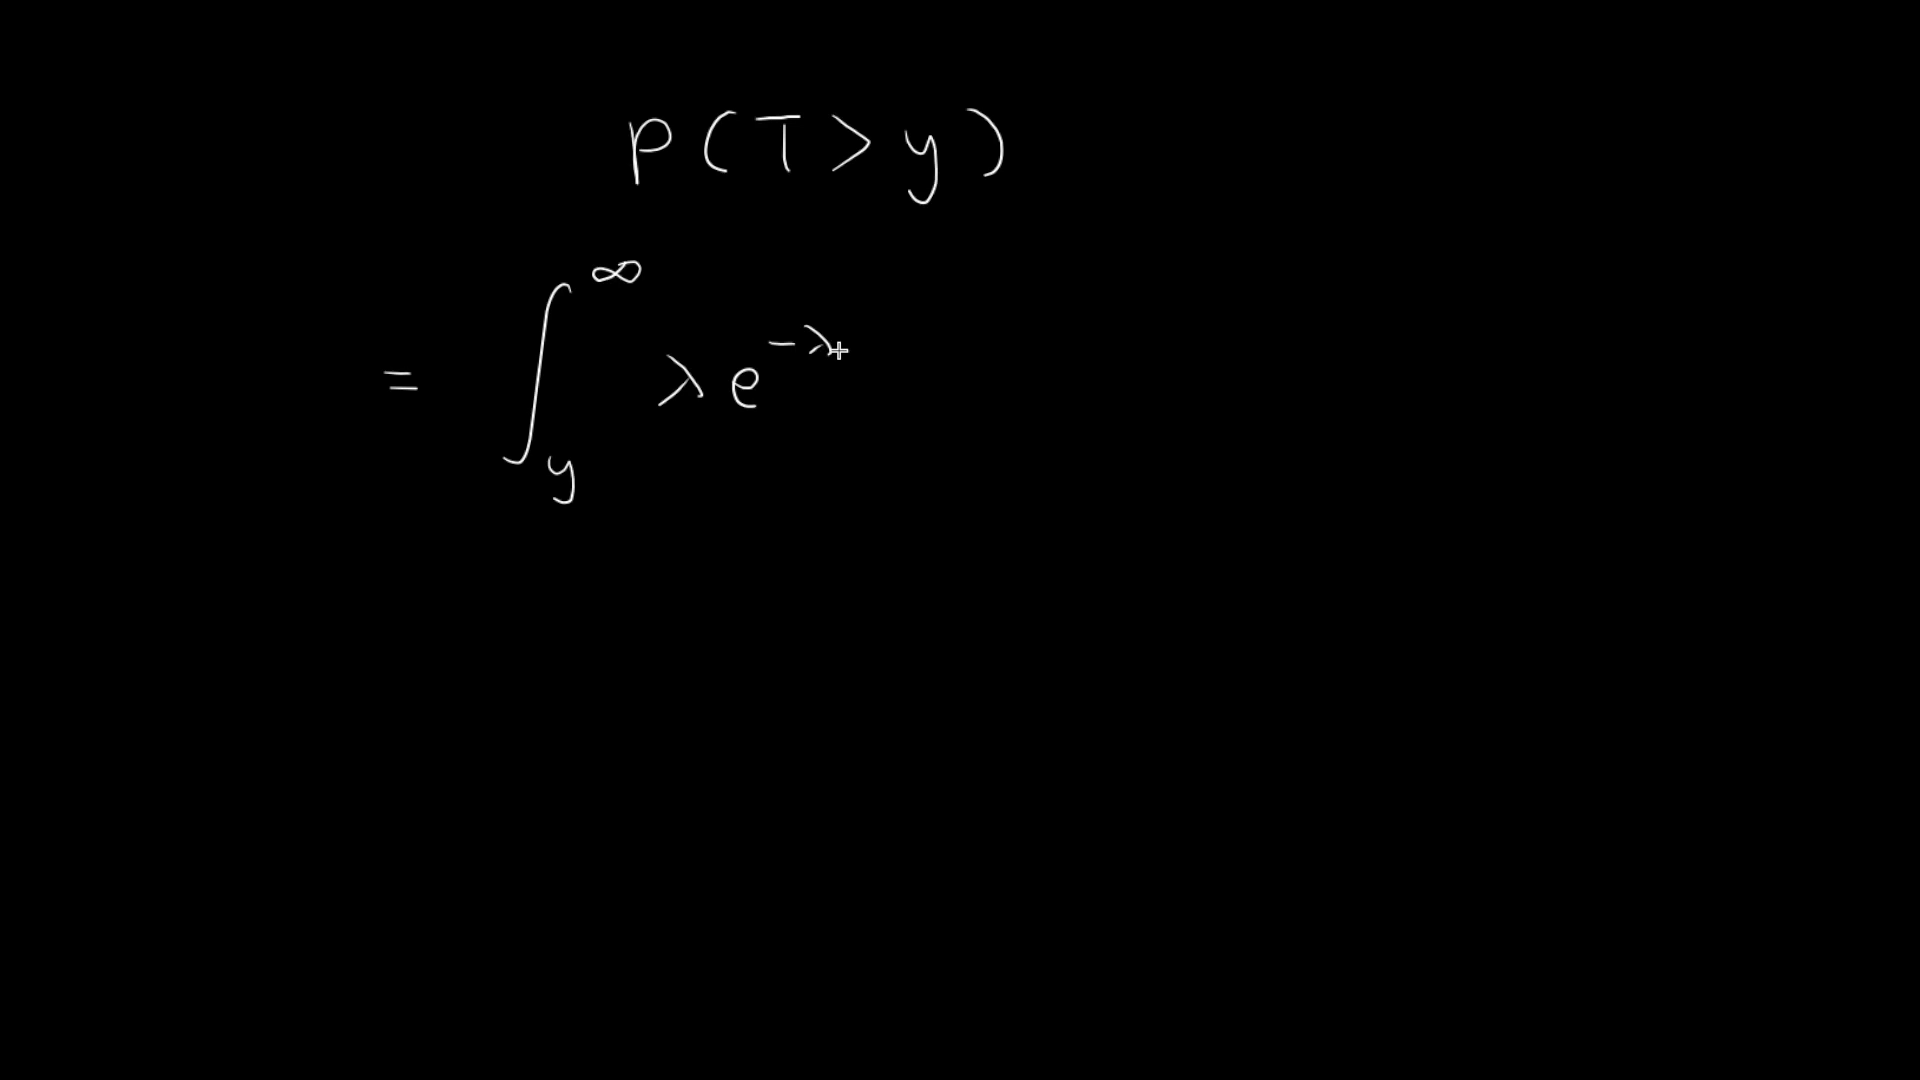 P(T>y)
= ∫_y^∞ λe^{-λ}